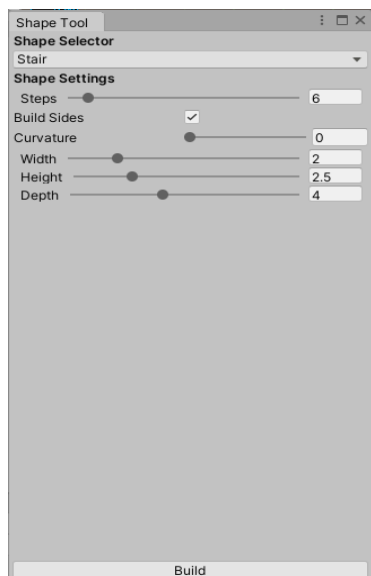 Shape Tool
Shape Selector
Stair
Shape Settings
Steps 6
Build Sides
Curvature 0
Width 2
Height 2.5
Depth 4
Build